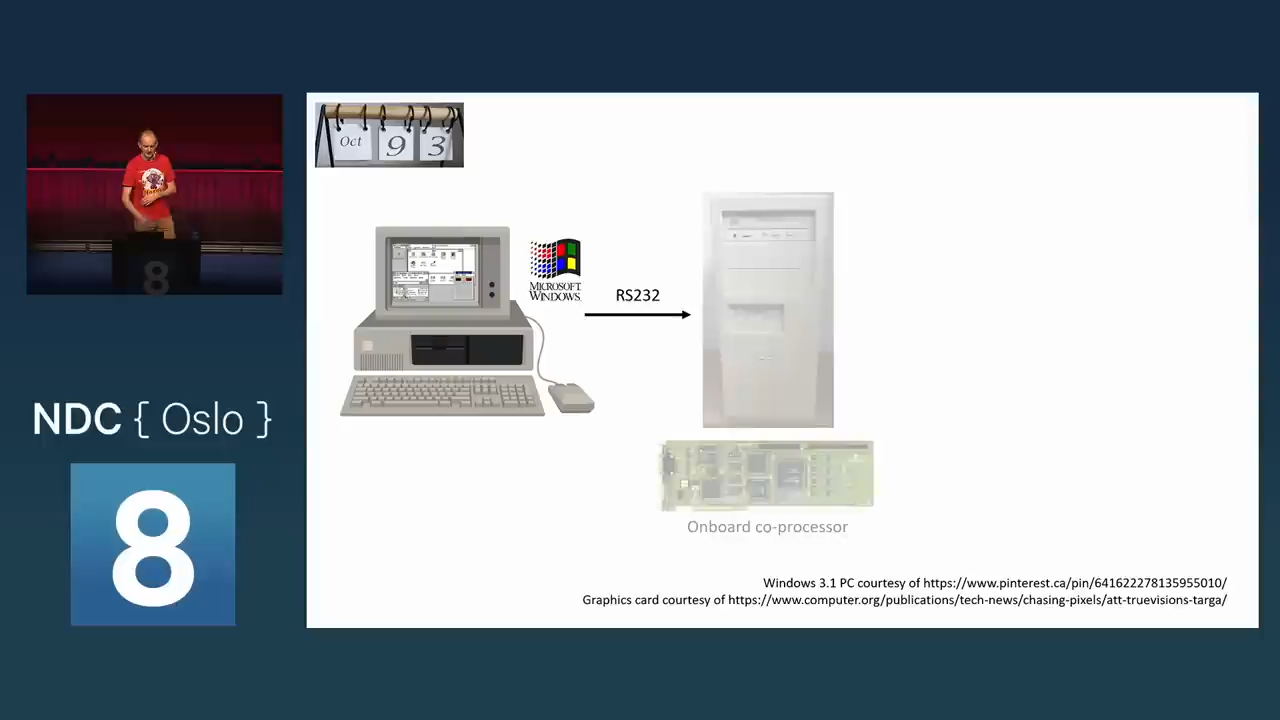 Oct 9 3
MICROSOFT
WINDOWS.
RS232
NDC { Oslo }
8
8
Onboard co-processor
Windows 3.1 PC courtesy of https://www.pinterest.ca/pin/641622278135955010/
Graphics card courtesy of https://www.computer.org/publications/tech-news/chasing-pixels/att-truevisions-targa/